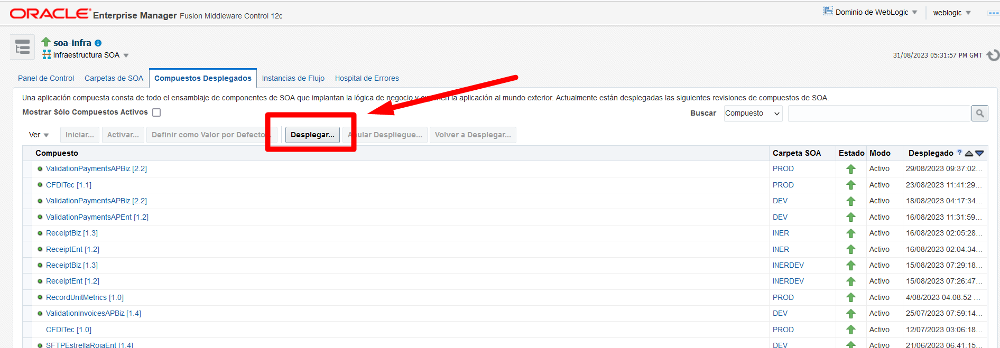 ORACLE® Enterprise Manager Fusion Middleware Control 12c
Dominio de WebLogic weblogic
soa-infra
Infraestructura SOA
31/08/2023 05:31:57 PM GMT
Panel de Control Carpetas de SOA Compuestos Desplegados Instancias de Flujo Hospital de Errores
Una aplicación compuesta consta de todo el ensamblaje de componentes de SOA que implantan la lógica de negocio y exponen la aplicación al mundo exterior. Actualmente están desplegadas las siguientes revisiones de compuestos de SOA.
Mostrar Sólo Compuestos Activos
Buscar Compuesto
Ver Iniciar... Activar... Definir como Valor por Defecto... Desplegar... Anular Despliegue... Volver a Desplegar...
Compuesto Carpeta SOA Estado Modo Desplegado ?
ValidationPaymentsAPBiz [2.2] PROD Activo 29/08/2023 09:37:02...
CFDITec [1.1] PROD Activo 23/08/2023 11:41:29...
ValidationPaymentsAPBiz [2.2] DEV Activo 18/08/2023 04:17:34...
ValidationPaymentsAPEnt [1.2] DEV Activo 16/08/2023 11:31:59...
ReceiptBiz [1.3] INER Activo 16/08/2023 02:05:28...
ReceiptEnt [1.2] INER Activo 16/08/2023 02:04:34...
ReceiptBiz [1.3] INERDEV Activo 15/08/2023 07:29:18...
ReceiptEnt [1.2] INERDEV Activo 15/08/2023 07:26:47...
RecordUnitMetrics [1.0] PROD Activo 4/08/2023 04:08:52 ...
ValidationInvoicesAPBiz [1.4] DEV Activo 25/07/2023 07:59:14...
CFDITec [1.0] PROD Activo 12/07/2023 03:06:18...
SFTPEstrellaRojaEnt [1.4] DEV Activo 21/06/2023 06:41:15...